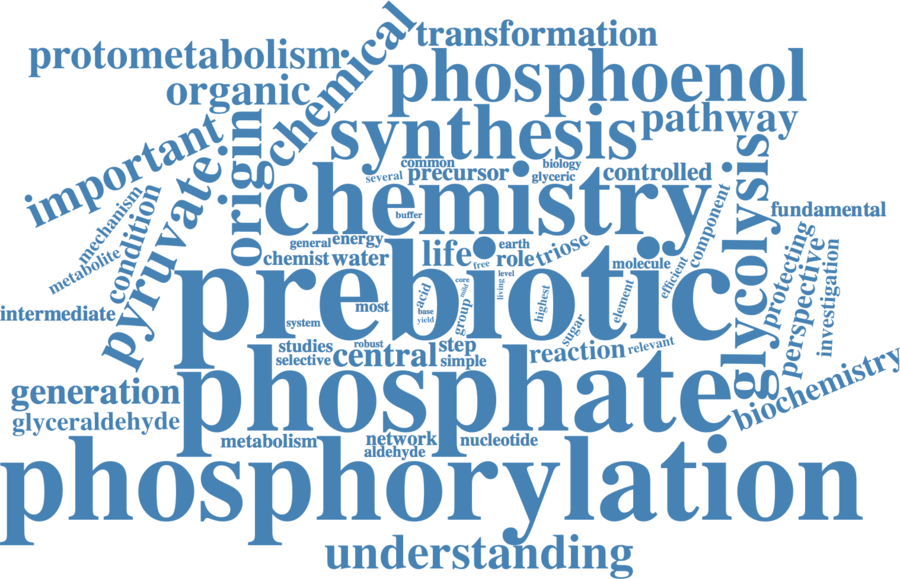 transformation
protometabolism
chemical
phosphoenol
organic
synthesis
pathway
important
origin
pyruvate
common
biology
several
precursor
glyceric
controlled
chemistry
glycolysis
mechanism
condition
metabolite
buffer
component
fundamental
general
energy
life
earth
role
triose
chemist
water
free
molecule
efficient
protecting
perspective
investigation
prebiotic
core
level
living
mild
acid
group
highest
element
intermediate
most
base
yield
system
sugar
studies
robust
step
reaction
relevant
selective
central
simple
phosphate
generation
glyceraldehyde
biochemistry
metabolism
network
nucleotide
aldehyde
phosphorylation
understanding